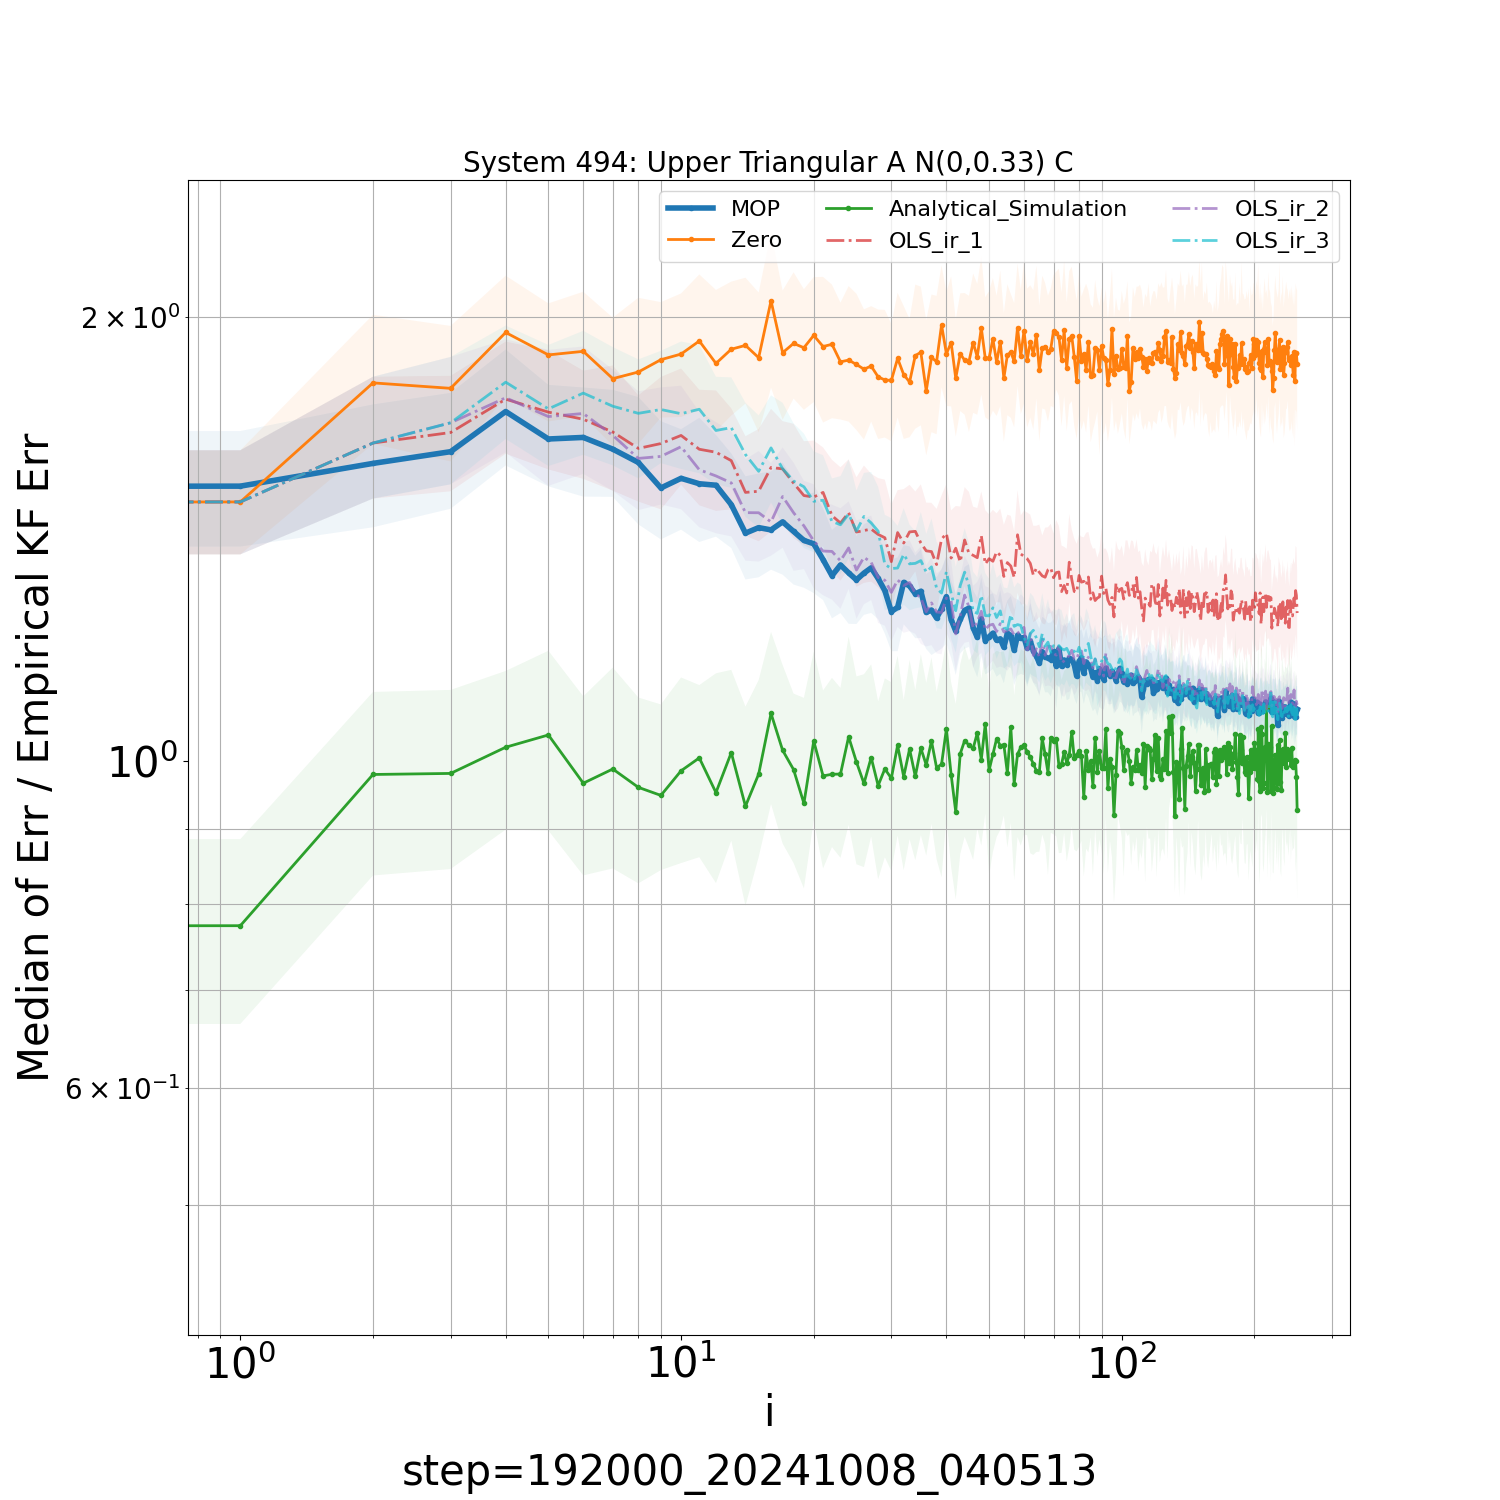 System 494: Upper Triangular A N(0,0.33) C
MOP
Zero
Analytical_Simulation
OLS_ir_1
OLS_ir_2
OLS_ir_3
Median of Err / Empirical KF Err
2 × 10⁰
10⁰
6 × 10⁻¹
10⁰ 10¹ 10²
i
step=192000_20241008_040513